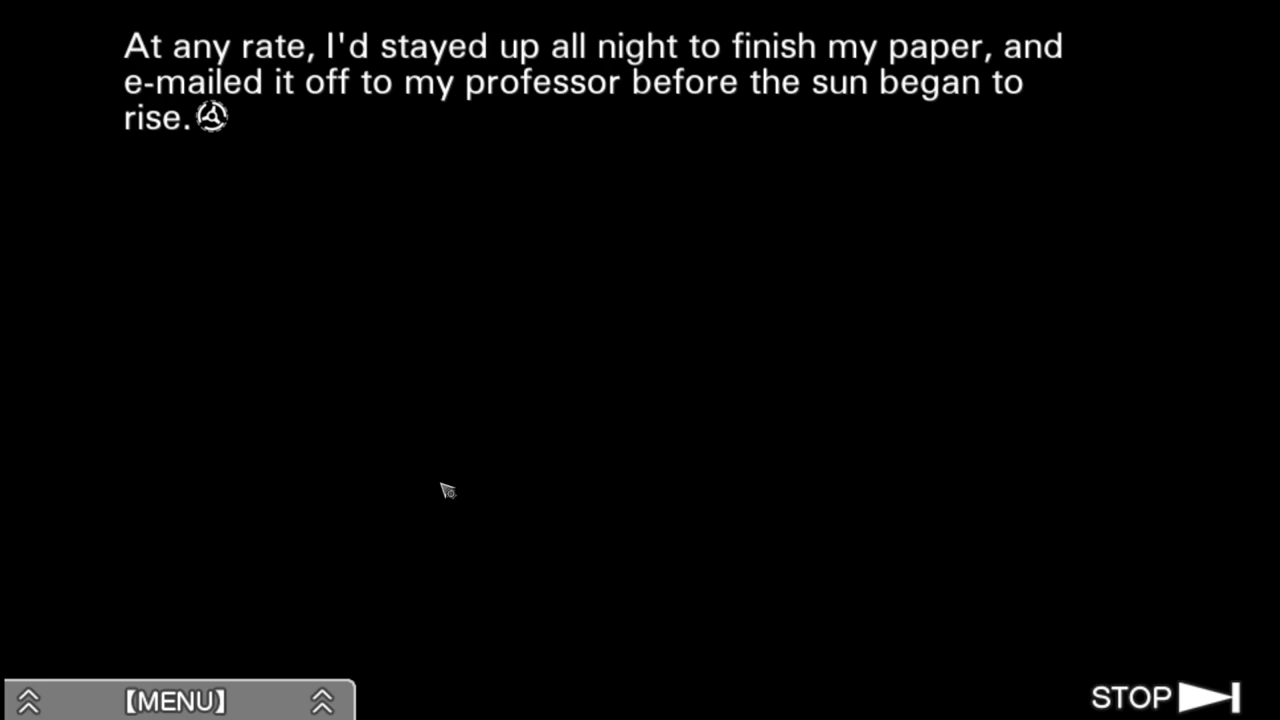 At any rate, I'd stayed up all night to finish my paper, and
e-mailed it off to my professor before the sun began to
rise.
【MENU】
STOP